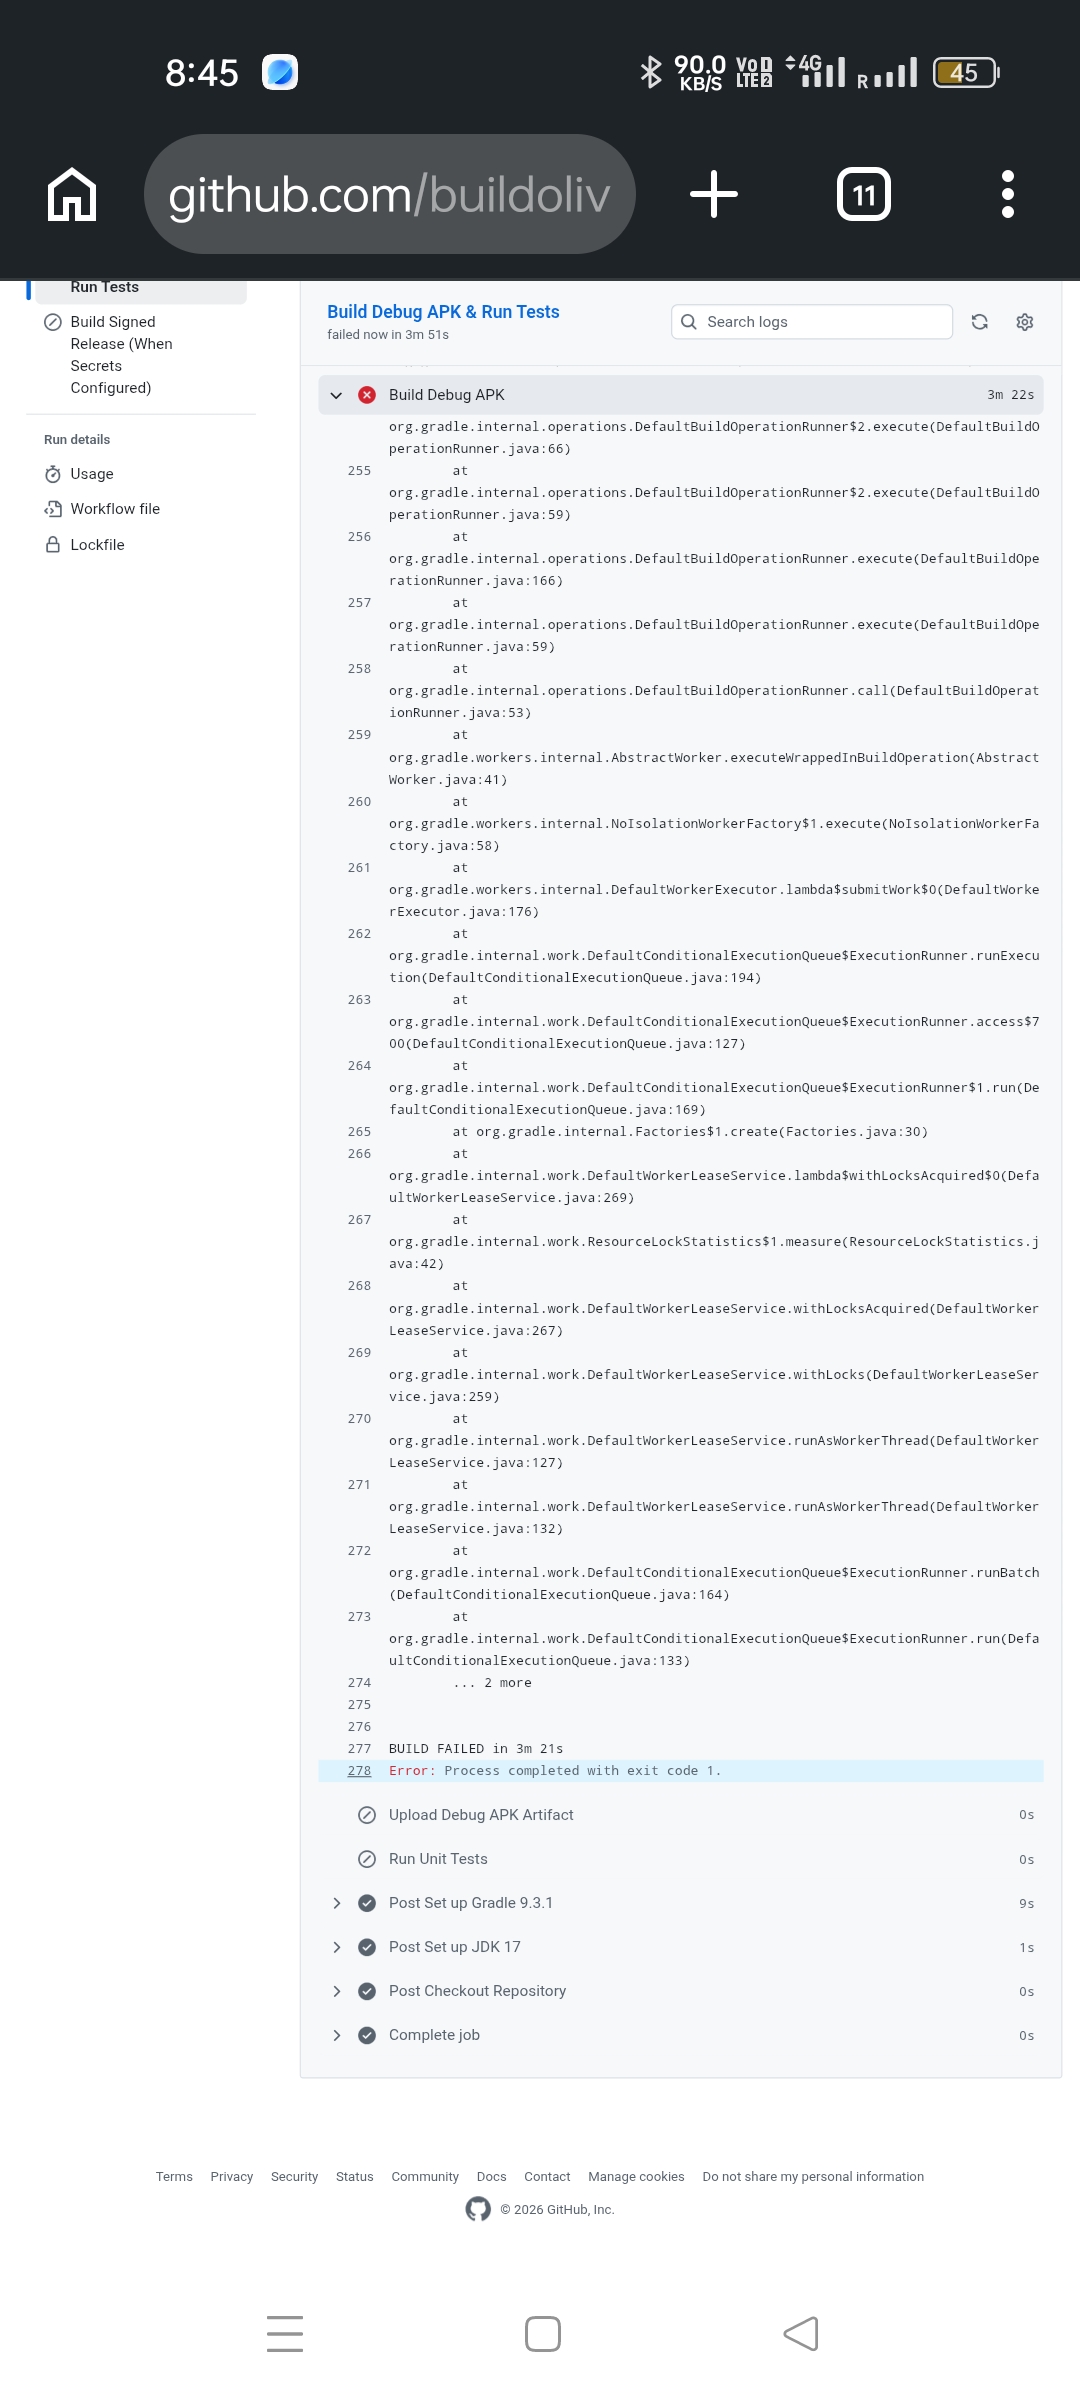 8:45
90.0 KB/S
Vo 1
LTE 2
4G
R
45
github.com/buildoliv
11
Run Tests
Build Signed
Release (When
Secrets
Configured)
Run details
Usage
Workflow file
Lockfile
Build Debug APK & Run Tests
failed now in 3m 51s
Search logs
Build Debug APK 3m 22s
org.gradle.internal.operations.DefaultBuildOperationRunner$2.execute(DefaultBuildO
perationRunner.java:66)
255 at
org.gradle.internal.operations.DefaultBuildOperationRunner$2.execute(DefaultBuildO
perationRunner.java:59)
256 at
org.gradle.internal.operations.DefaultBuildOperationRunner.execute(DefaultBuildOpe
rationRunner.java:166)
257 at
org.gradle.internal.operations.DefaultBuildOperationRunner.execute(DefaultBuildOpe
rationRunner.java:59)
258 at
org.gradle.internal.operations.DefaultBuildOperationRunner.call(DefaultBuildOperat
ionRunner.java:53)
259 at
org.gradle.workers.internal.AbstractWorker.executeWrappedInBuildOperation(Abstract
Worker.java:41)
260 at
org.gradle.workers.internal.NoIsolationWorkerFactory$1.execute(NoIsolationWorkerFa
ctory.java:58)
261 at
org.gradle.workers.internal.DefaultWorkerExecutor.lambda$submitWork$0(DefaultWorke
rExecutor.java:176)
262 at
org.gradle.internal.work.DefaultConditionalExecutionQueue$ExecutionRunner.runExecu
tion(DefaultConditionalExecutionQueue.java:194)
263 at
org.gradle.internal.work.DefaultConditionalExecutionQueue$ExecutionRunner.access$7
00(DefaultConditionalExecutionQueue.java:127)
264 at
org.gradle.internal.work.DefaultConditionalExecutionQueue$ExecutionRunner$1.run(De
faultConditionalExecutionQueue.java:169)
265 at org.gradle.internal.Factories$1.create(Factories.java:30)
266 at
org.gradle.internal.work.DefaultWorkerLeaseService.lambda$withLocksAcquired$0(Defa
ultWorkerLeaseService.java:269)
267 at
org.gradle.internal.work.ResourceLockStatistics$1.measure(ResourceLockStatistics.j
ava:42)
268 at
org.gradle.internal.work.DefaultWorkerLeaseService.withLocksAcquired(DefaultWorker
LeaseService.java:267)
269 at
org.gradle.internal.work.DefaultWorkerLeaseService.withLocks(DefaultWorkerLeaseSer
vice.java:259)
270 at
org.gradle.internal.work.DefaultWorkerLeaseService.runAsWorkerThread(DefaultWorker
LeaseService.java:127)
271 at
org.gradle.internal.work.DefaultWorkerLeaseService.runAsWorkerThread(DefaultWorker
LeaseService.java:132)
272 at
org.gradle.internal.work.DefaultConditionalExecutionQueue$ExecutionRunner.runBatch
(DefaultConditionalExecutionQueue.java:164)
273 at
org.gradle.internal.work.DefaultConditionalExecutionQueue$ExecutionRunner.run(Defa
ultConditionalExecutionQueue.java:133)
274 ... 2 more
275
276
277 BUILD FAILED in 3m 21s
278 Error: Process completed with exit code 1.
Upload Debug APK Artifact 0s
Run Unit Tests 0s
Post Set up Gradle 9.3.1 9s
Post Set up JDK 17 1s
Post Checkout Repository 0s
Complete job 0s
Terms Privacy Security Status Community Docs Contact Manage cookies Do not share my personal information
© 2026 GitHub, Inc.